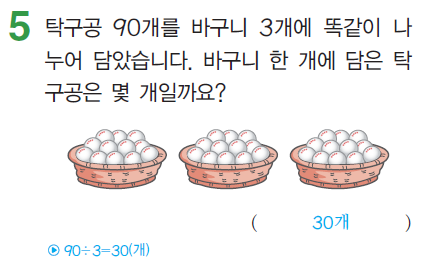 5 탁구공 90개를 바구니 3개에 똑같이 나
누어 담았습니다. 바구니 한 개에 담은 탁
구공은 몇 개일까요?
( 30개 )
90÷3=30(개)